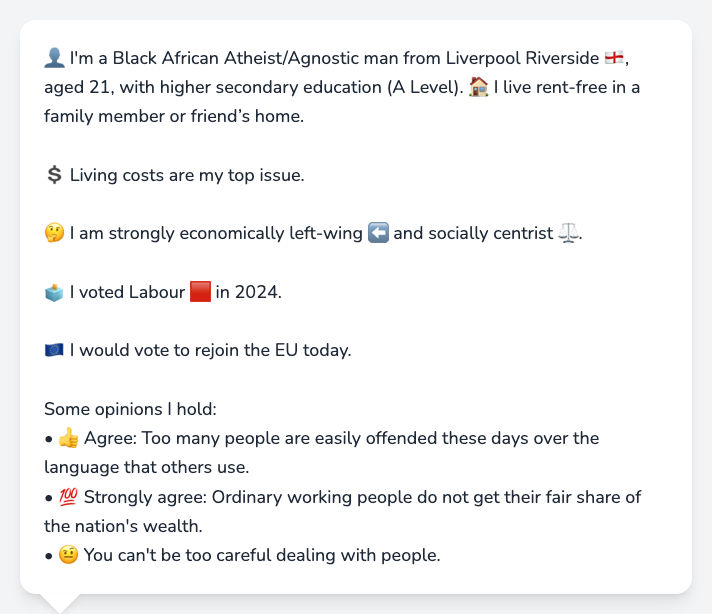 👤 I'm a Black African Atheist/Agnostic man from Liverpool Riverside 🏴󠁧󠁢󠁥󠁮󠁧󠁿,
aged 21, with higher secondary education (A Level). 🏠 I live rent-free in a
family member or friend’s home.
💲 Living costs are my top issue.
🤔 I am strongly economically left-wing ⬅️ and socially centrist ⚖️.
🗳️ I voted Labour 🟥 in 2024.
🇪🇺 I would vote to rejoin the EU today.
Some opinions I hold:
• 👍 Agree: Too many people are easily offended these days over the
language that others use.
• 💯 Strongly agree: Ordinary working people do not get their fair share of
the nation's wealth.
• 🤨 You can't be too careful dealing with people.